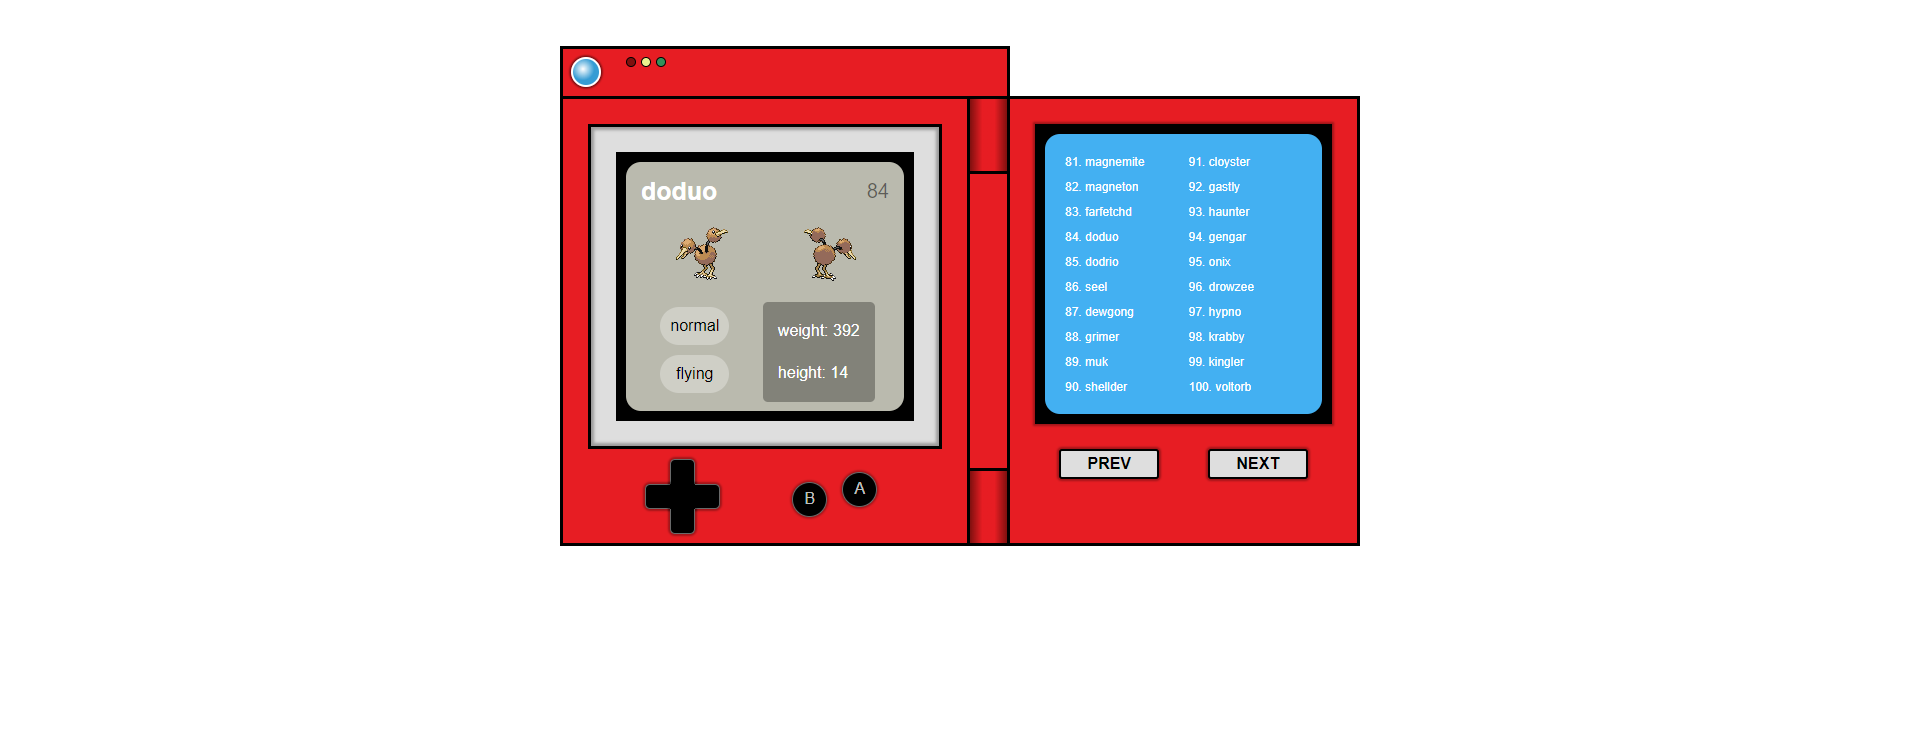 doduo
84
normal
flying
weight: 392
height: 14
B
A
81. magnemite
82. magneton
83. farfetchd
84. doduo
85. dodrio
86. seel
87. dewgong
88. grimer
89. muk
90. shellder
91. cloyster
92. gastly
93. haunter
94. gengar
95. onix
96. drowzee
97. hypno
98. krabby
99. kingler
100. voltorb
PREV
NEXT